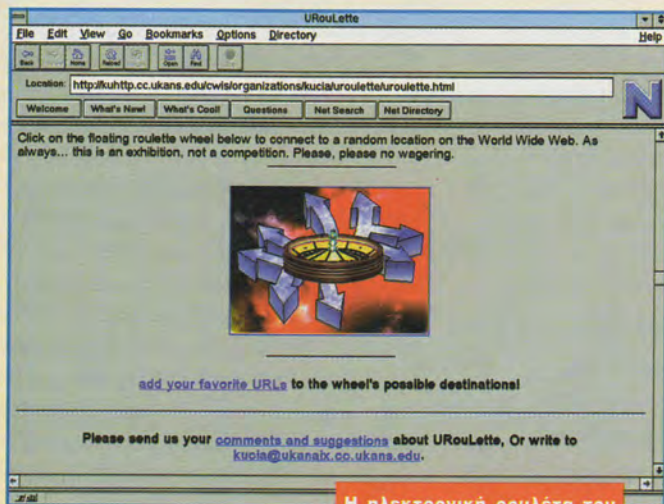 URouLette
File Edit View Go Bookmarks Options Directory Help
Back Home Reload Open Find
Location: http://kuhttp.cc.ukans.edu/cwis/organizations/kucia/uroulette/uroulette.html
Welcome What's New! What's Cool! Questions Net Search Net Directory
N
Click on the floating roulette wheel below to connect to a random location on the World Wide Web. As
always... this is an exhibition, not a competition. Please, please no wagering.
add your favorite URLs to the wheel's possible destinations!
Please send us your comments and suggestions about URouLette, Or write to
kucia@ukanaix.cc.ukans.edu.
Η ηλεκτρονική ρουλέτα του